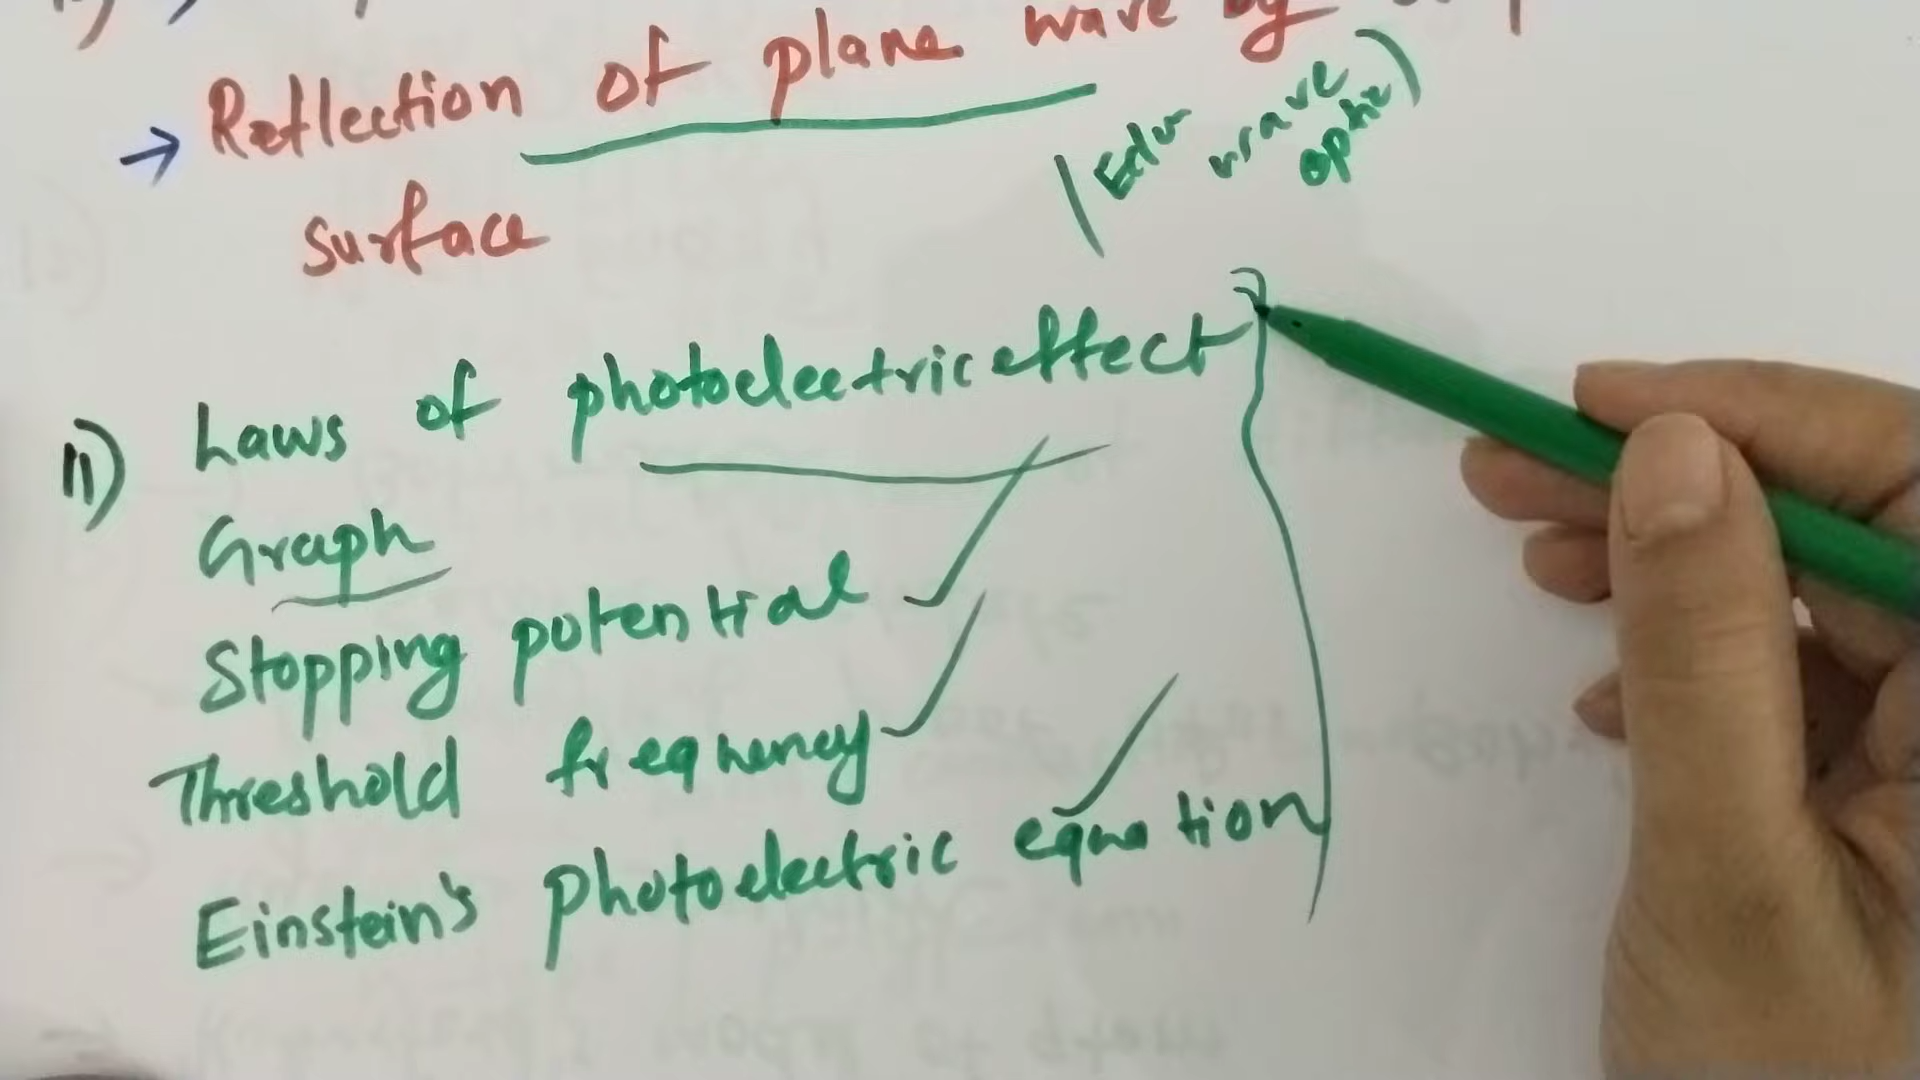 → Reflection of plane wave by
surface
(Edu wave optic)
11) Laws of photoelectric effect
Graph
Stopping potential
Threshold frequency
Einstein's photoelectric equation